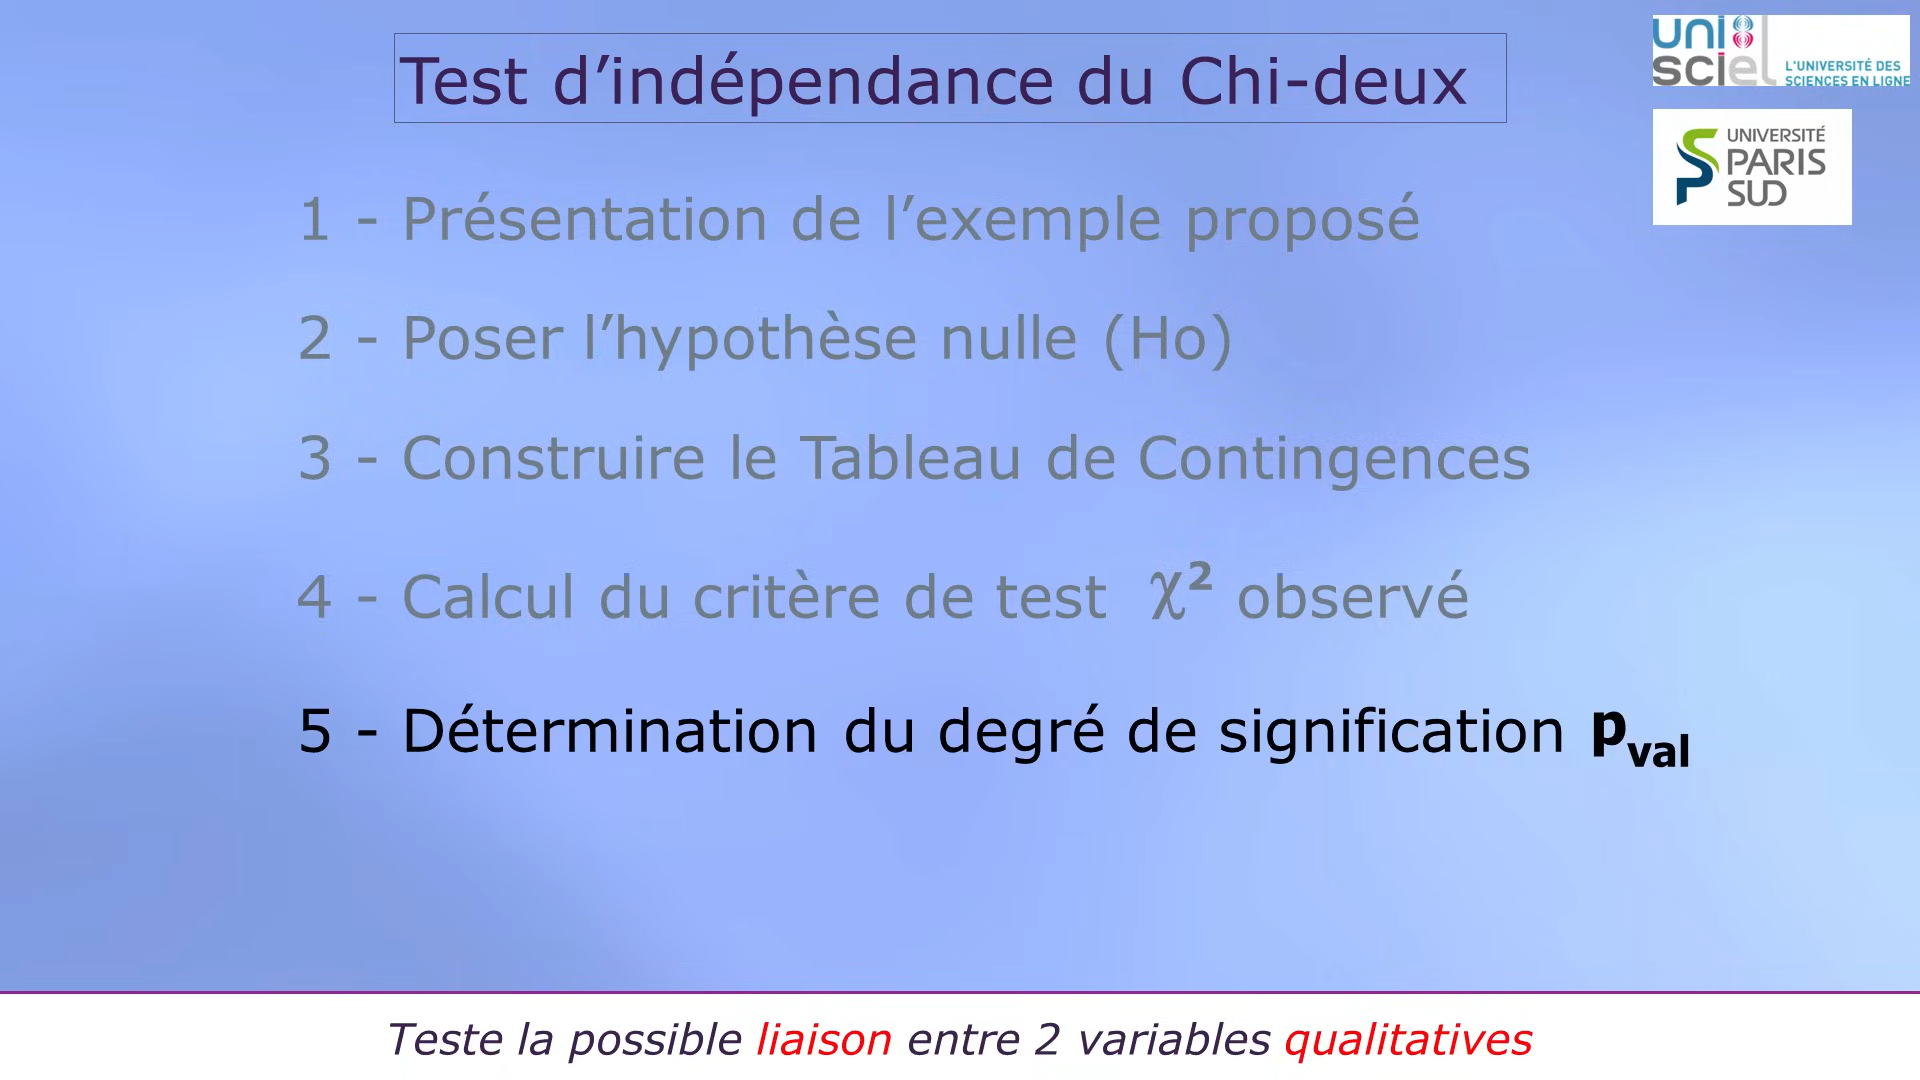 Test d’indépendance du Chi-deux
uni
sciel
L'UNIVERSITÉ DES
SCIENCES EN LIGNE
UNIVERSITÉ
PARIS
SUD
1 - Présentation de l’exemple proposé
2 - Poser l’hypothèse nulle (Ho)
3 - Construire le Tableau de Contingences
4 - Calcul du critère de test χ² observé
5 - Détermination du degré de signification pval
Teste la possible liaison entre 2 variables qualitatives